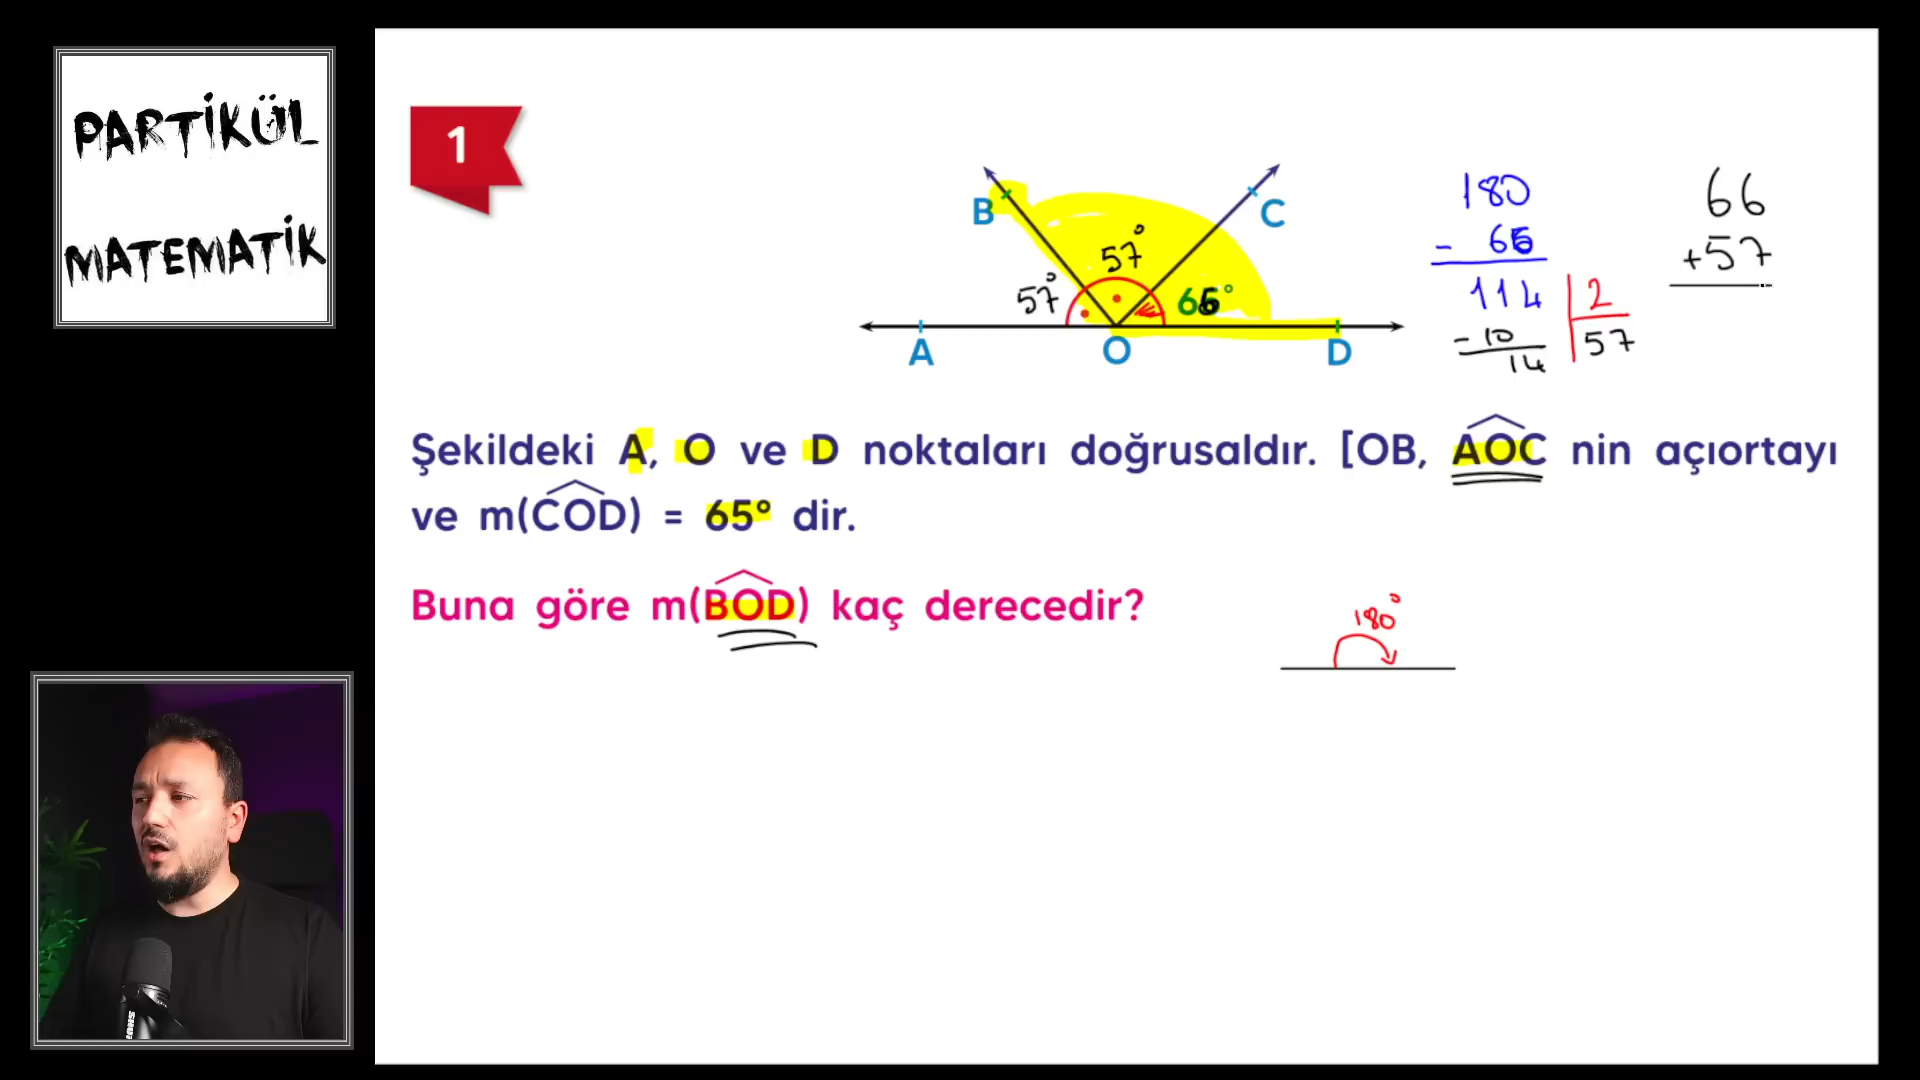 PARTİKÜL
MATEMATİK
1
B
C
57°
57°
66°
A
O
D
180
- 66
114
2
- 10
57
14
66
+57
Şekildeki A, O ve D noktaları doğrusaldır. [OB, AOC nin açıortayı
ve m(COD) = 65° dir.
Buna göre m(BOD) kaç derecedir?
180°